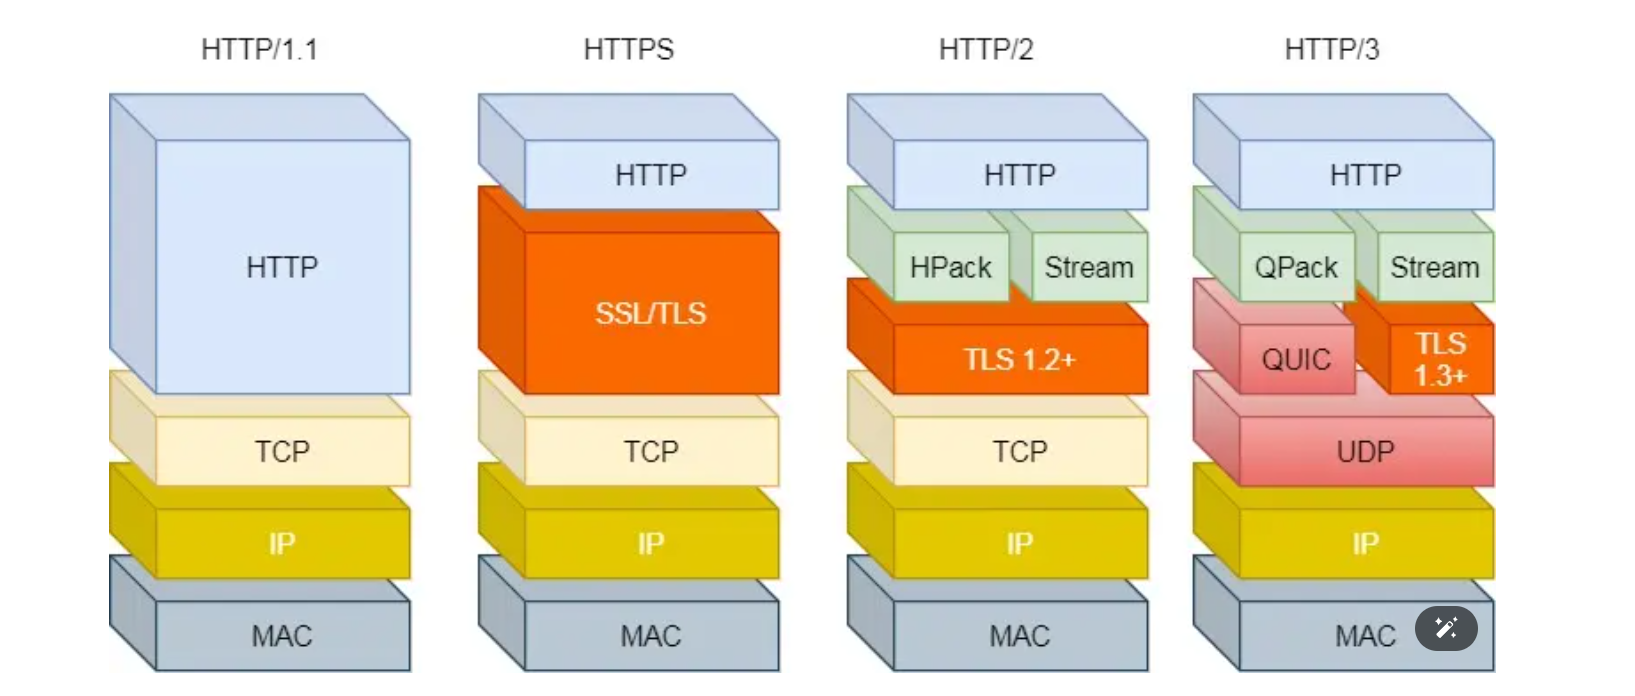 HTTP/1.1
HTTP
TCP
IP
MAC
HTTPS
HTTP
SSL/TLS
TCP
IP
MAC
HTTP/2
HTTP
HPack
Stream
TLS 1.2+
TCP
IP
MAC
HTTP/3
HTTP
QPack
Stream
QUIC
TLS
1.3+
UDP
IP
MAC